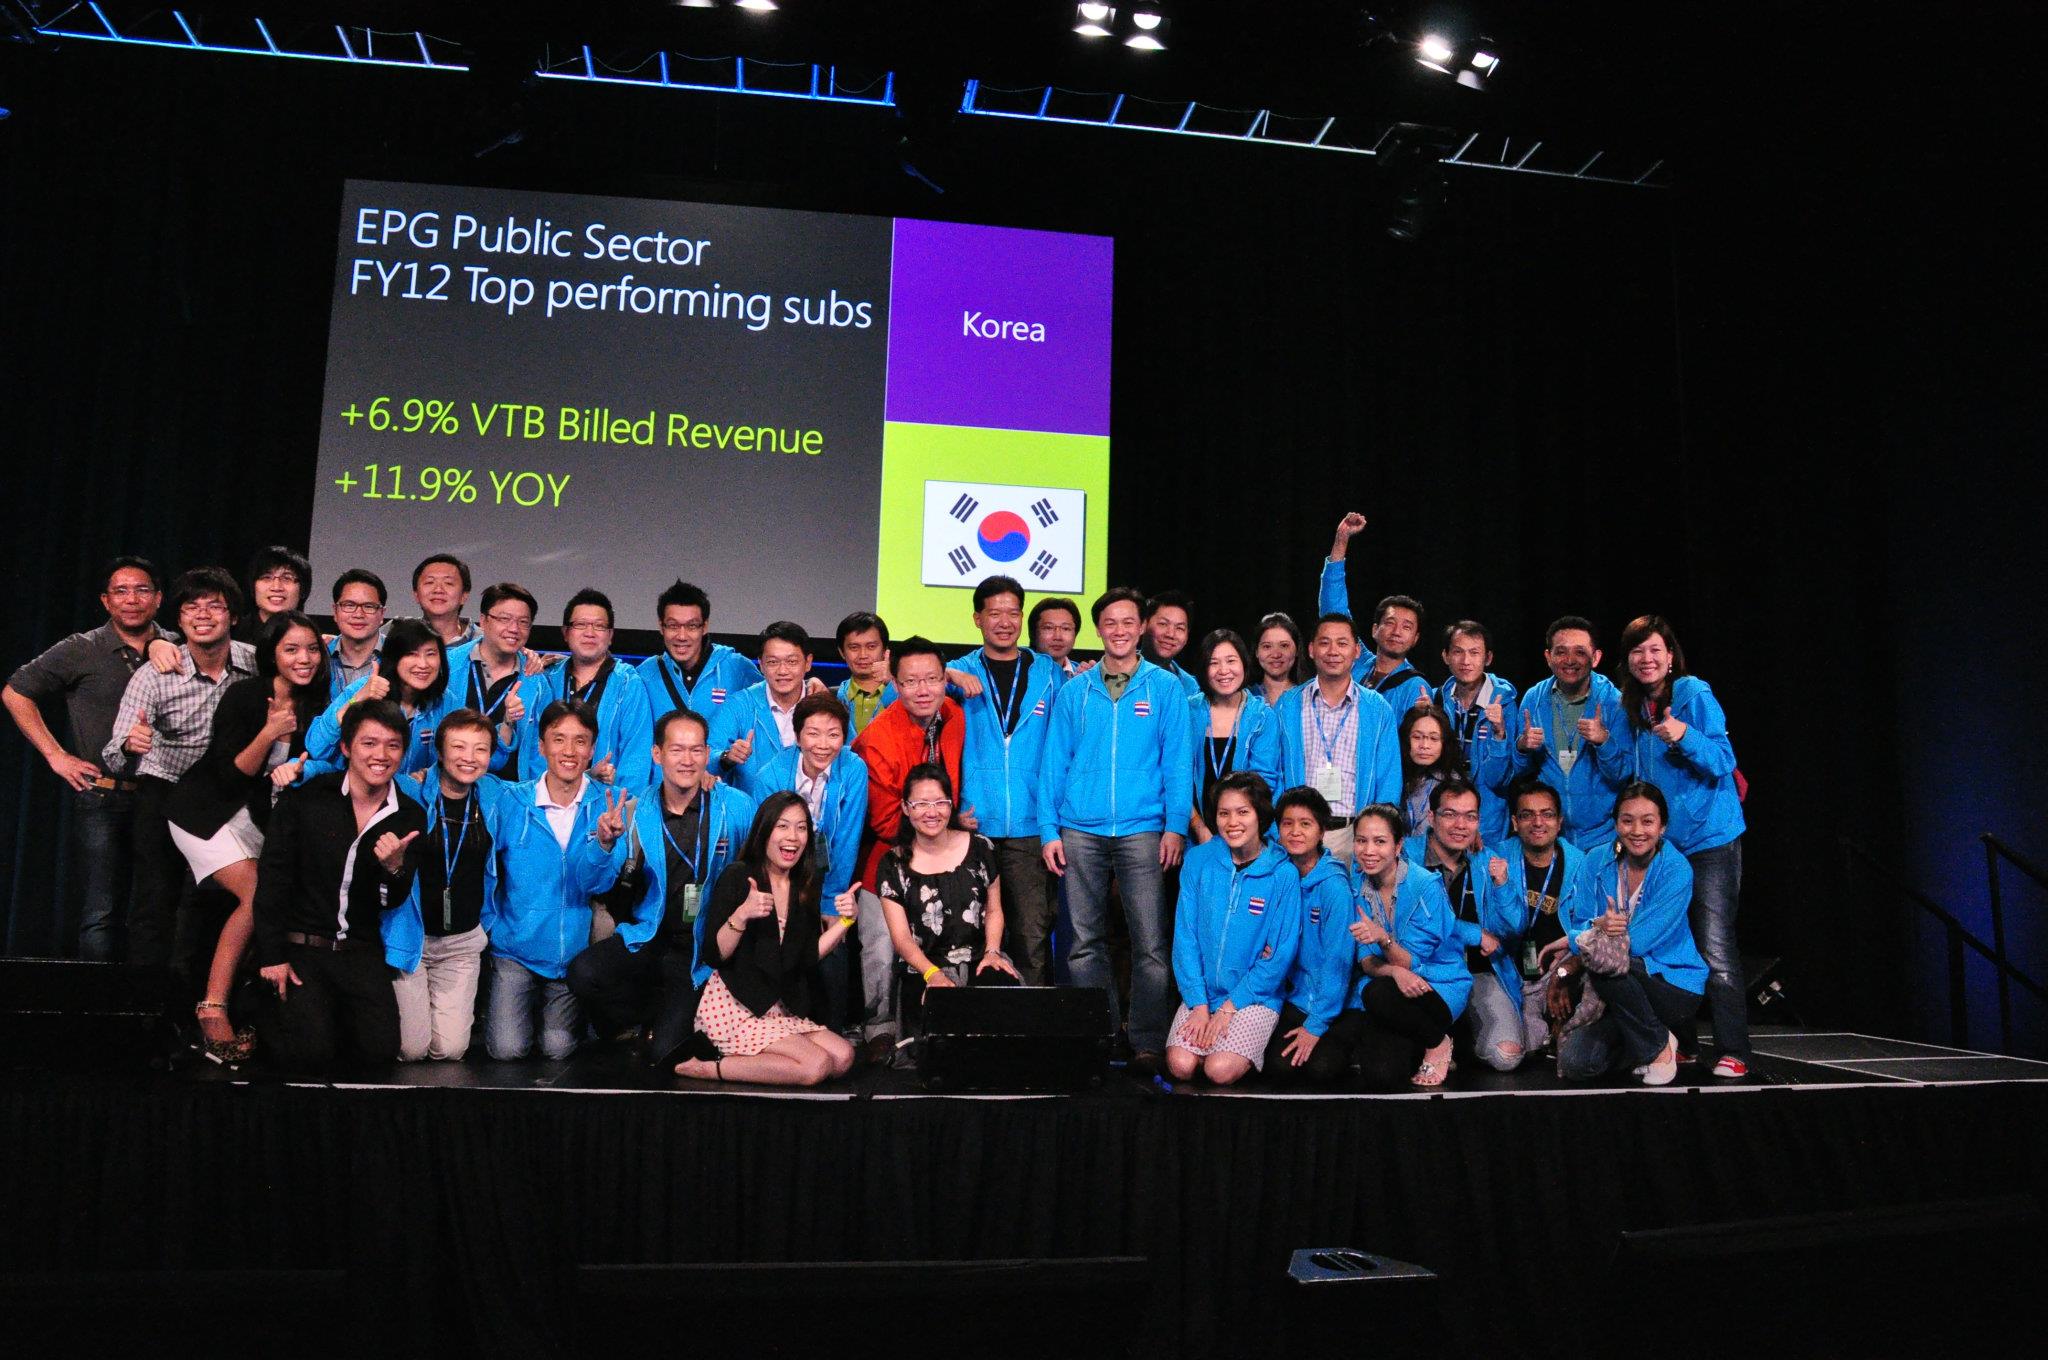 EPG Public Sector
FY12 Top performing subs
+6.9% VTB Billed Revenue
+11.9% YOY
Korea